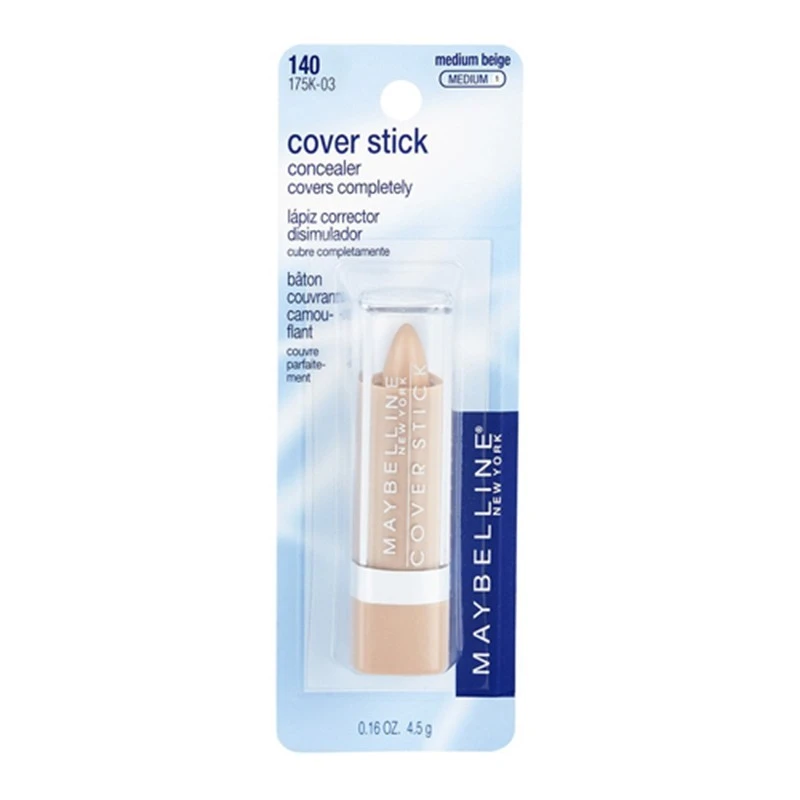 140
175K-03
medium beige
MEDIUM 1
cover stick
concealer
covers completely
lápiz corrector
disimulador
cubre completamente
bâton
couvrant
camou-
flant
couvre
parfaite-
ment
MAYBELLINE
NEW YORK
COVER STICK
MAYBELLINE®
NEW YORK
0.16 OZ. 4.5 g